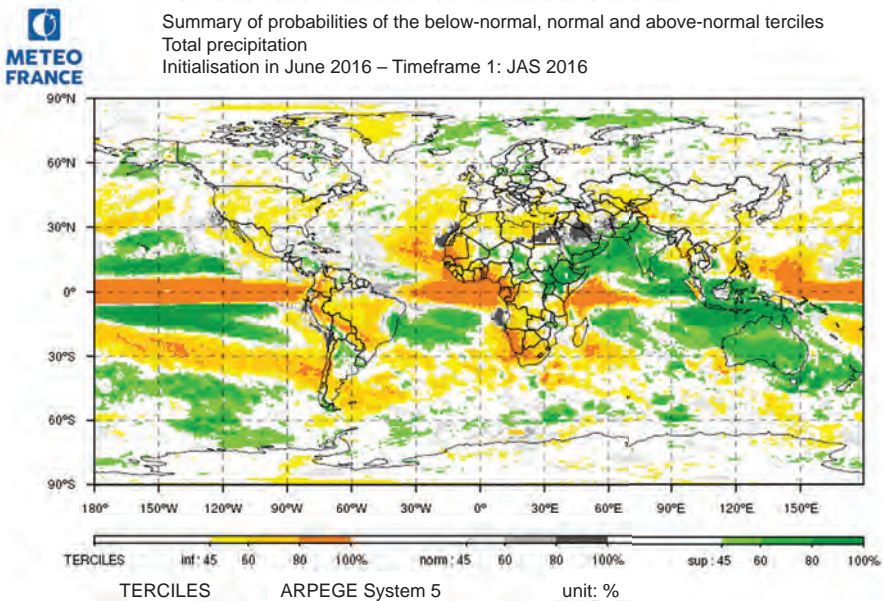 METEO
FRANCE
Summary of probabilities of the below-normal, normal and above-normal terciles
Total precipitation
Initialisation in June 2016 – Timeframe 1: JAS 2016
90°N
60°N
30°N
0°
30°S
60°S
90°S
180° 150°W 120°W 90°W 60°W 30°W 0° 30°E 60°E 90°E 120°E 150°E
TERCILES inf: 45 60 80 100% norm: 45 60 80 100% sup: 45 60 80 100%
TERCILES ARPEGE System 5 unit: %